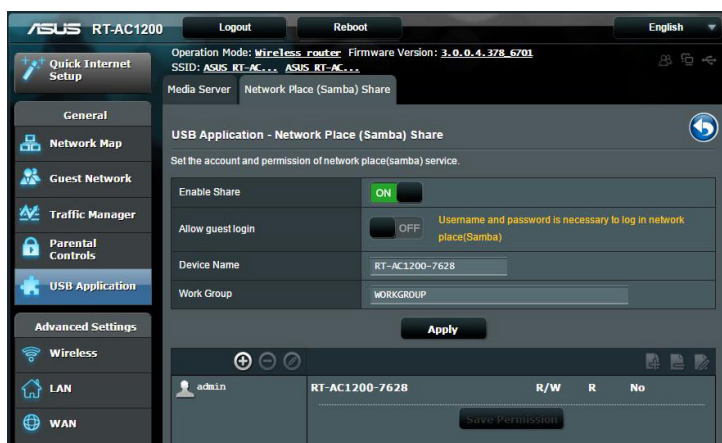 ASUS RT-AC1200 Logout Reboot English
Quick Internet Setup
Operation Mode: Wireless router Firmware Version: 3.0.0.4.378_6701
SSID: ASUS RT-AC... ASUS RT-AC...
Media Server Network Place (Samba) Share
General
Network Map
Guest Network
Traffic Manager
Parental Controls
USB Application
Advanced Settings
Wireless
LAN
WAN
USB Application - Network Place (Samba) Share
Set the account and permission of network place(samba) service.
Enable Share ON
Allow guest login OFF Username and password is necessary to log in network
place(Samba)
Device Name RT-AC1200-7628
Work Group WORKGROUP
Apply
admin RT-AC1200-7628 R/W R No
Save Permission